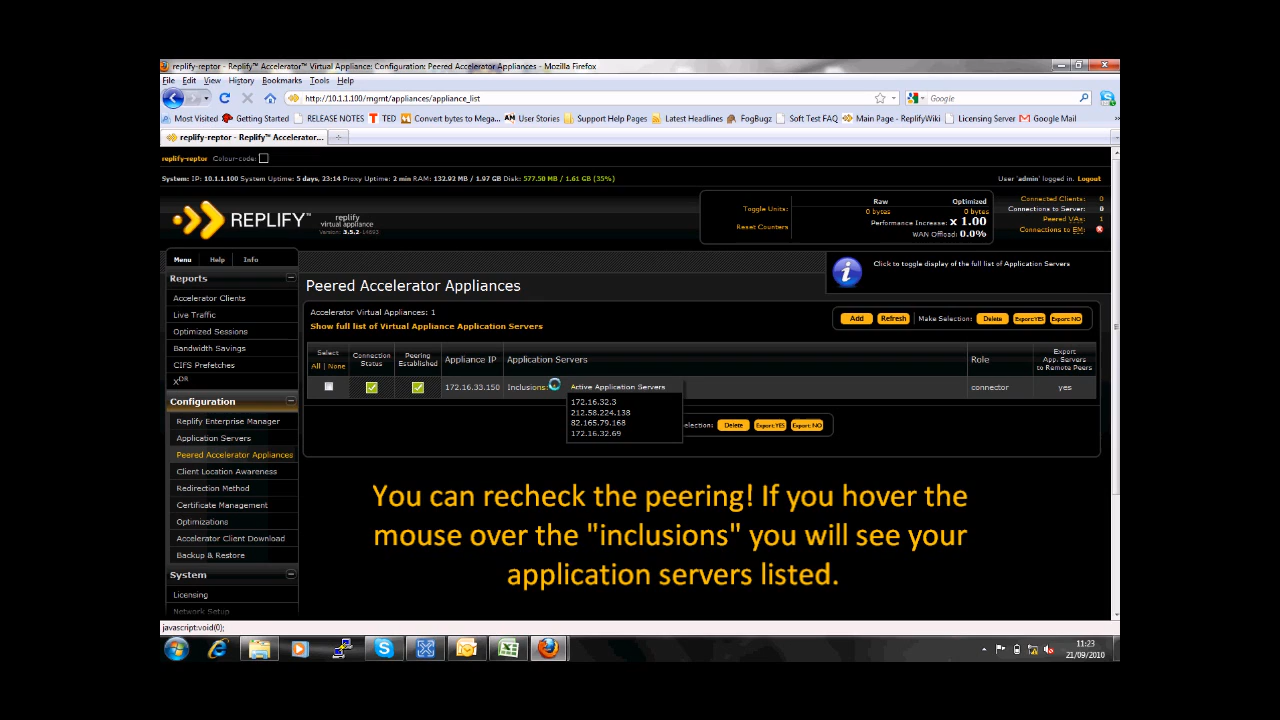 replify-reptor - Replify™ Accelerator™ Virtual Appliance: Configuration: Peered Accelerator Appliances - Mozilla Firefox
File Edit View History Bookmarks Tools Help
http://10.1.1.100/mgmt/appliances/appliance_list
Google
Most Visited Getting Started RELEASE NOTES TED Convert bytes to Mega... User Stories Support Help Pages Latest Headlines FogBugz Soft Test FAQ Main Page - ReplifyWiki Licensing Server Google Mail
replify-reptor - Replify™ Accelerator...
replify-reptor Colour-code:
System: IP: 10.1.1.100 System Uptime: 5 days, 23:14 Proxy Uptime: 2 min RAM: 132.92 MB / 1.97 GB Disk: 577.50 MB / 1.61 GB (35%)
User 'admin' logged in. Logout
REPLIFY™
replify
virtual appliance
Version: 3.5.2-14693
Toggle Units:
Reset Counters
Raw Optimized
0 bytes 0 bytes
Performance Increase: x 1.00
WAN Offload: 0.0%
Connected Clients: 0
Connections to Server: 0
Peered VAs: 1
Connections to EM:
Menu Help Info
Click to toggle display of the full list of Application Servers
Reports
Accelerator Clients
Live Traffic
Optimized Sessions
Bandwidth Savings
CIFS Prefetches
XDR
Configuration
Replify Enterprise Manager
Application Servers
Peered Accelerator Appliances
Client Location Awareness
Redirection Method
Certificate Management
Optimizations
Accelerator Client Download
Backup & Restore
System
Licensing
Network Setup
Peered Accelerator Appliances
Accelerator Virtual Appliances: 1
Show full list of Virtual Appliance Application Servers
Add Refresh Make Selection: Delete Export:YES Export:NO
Select
All | None
Connection
Status
Peering
Established
Appliance IP
Application Servers
Role
Export
App. Servers
to Remote Peers
172.16.33.150 Inclusions: Active Application Servers connector yes
172.16.32.3
212.58.224.138
82.165.79.168
172.16.32.69
election: Delete Export:YES Export:NO
You can recheck the peering! If you hover the
mouse over the "inclusions" you will see your
application servers listed.
javascript:void(0);
11:23
21/09/2010